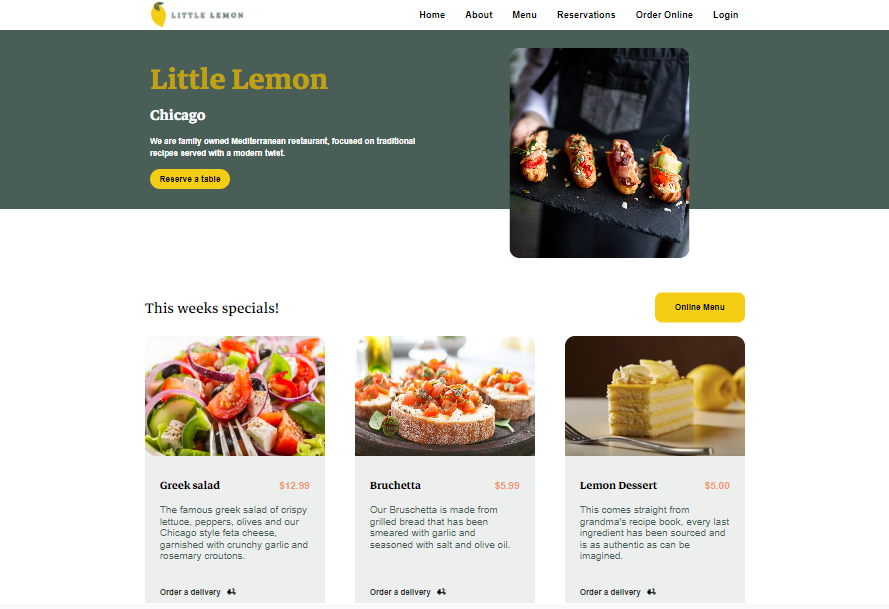 LITTLE LEMON
Home About Menu Reservations Order Online Login
Little Lemon
Chicago
We are family owned Mediterranean restaurant, focused on traditional
recipes served with a modern twist.
Reserve a table
This weeks specials!
Online Menu
Greek salad $12.99
The famous greek salad of crispy
lettuce, peppers, olives and our
Chicago style feta cheese,
garnished with crunchy garlic and
rosemary croutons.
Order a delivery
Bruchetta $5.99
Our Bruschetta is made from
grilled bread that has been
smeared with garlic and
seasoned with salt and olive oil.
Order a delivery
Lemon Dessert $5.00
This comes straight from
grandma's recipe book, every last
ingredient has been sourced and
is as authentic as can be
imagined.
Order a delivery